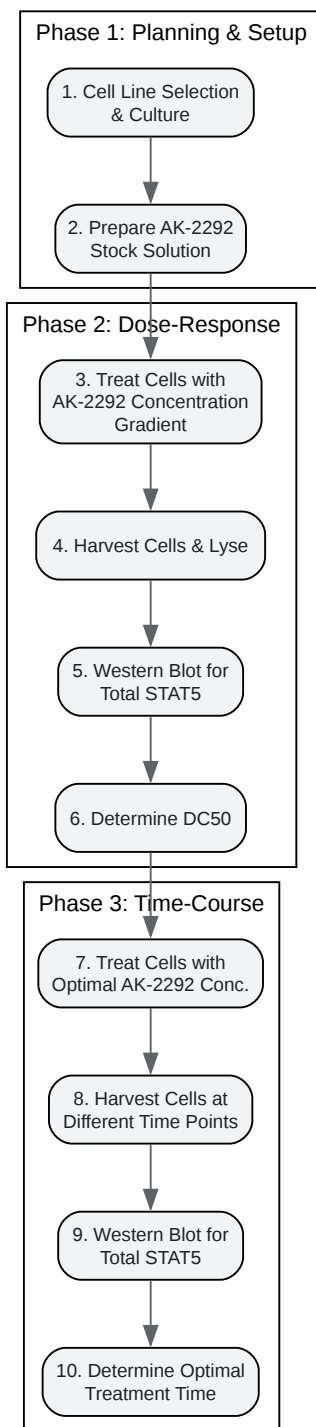 Phase 1: Planning & Setup
1. Cell Line Selection
& Culture
2. Prepare AK-2292
Stock Solution
Phase 2: Dose-Response
3. Treat Cells with
AK-2292 Concentration
Gradient
4. Harvest Cells & Lyse
5. Western Blot for
Total STAT5
6. Determine DC50
Phase 3: Time-Course
7. Treat Cells with
Optimal AK-2292 Conc.
8. Harvest Cells at
Different Time Points
9. Western Blot for
Total STAT5
10. Determine Optimal
Treatment Time